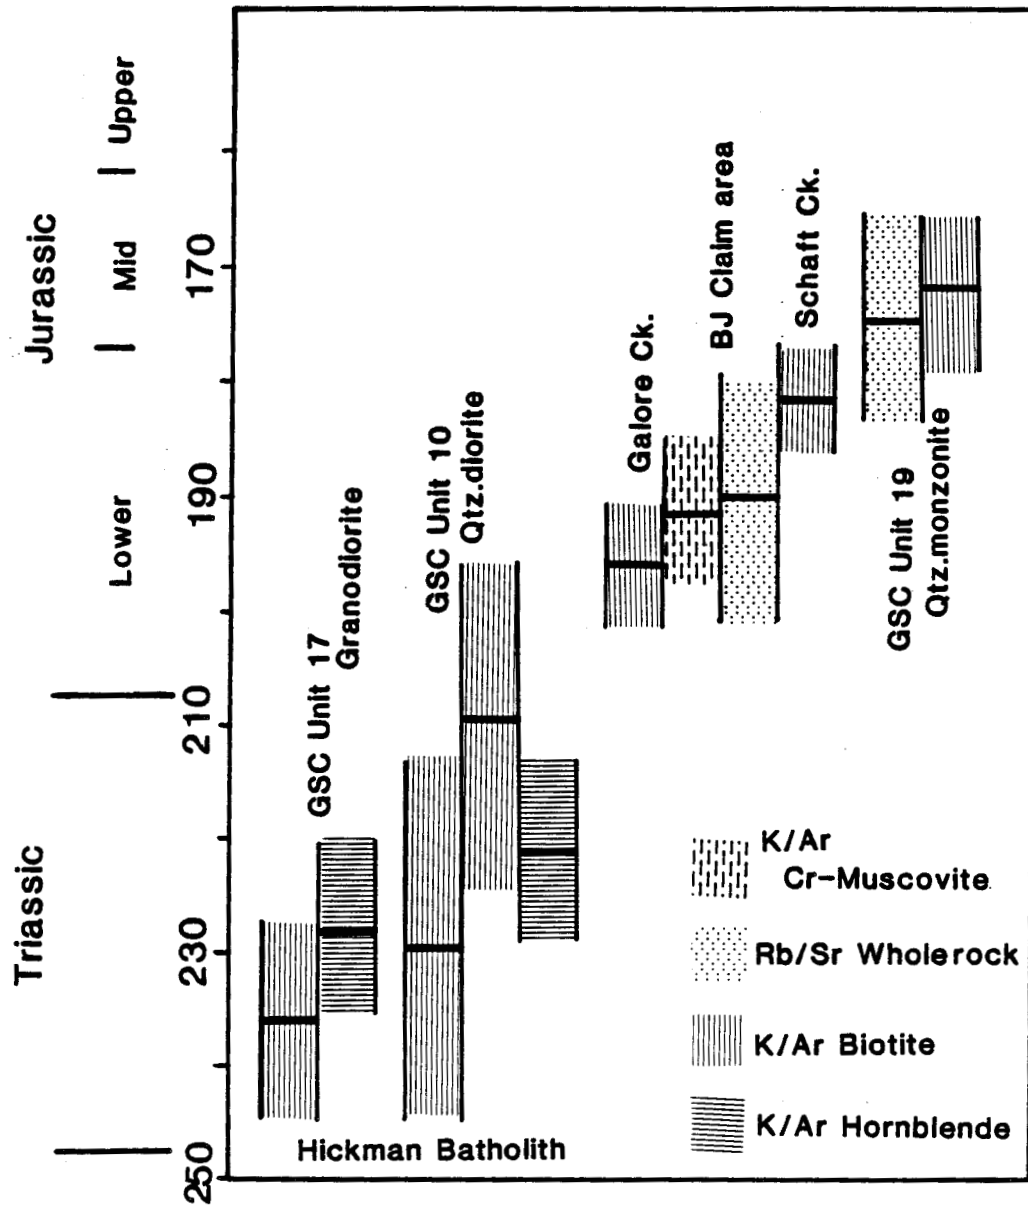 Jurassic
Upper
Mid
Lower
Triassic
170
190
210
230
250
GSC Unit 17
Granodiorite
GSC Unit 10
Qtz.diorite
Galore Ck.
BJ Claim area
Schaft Ck.
GSC Unit 19
Qtz.monzonite
K/Ar
Cr-Muscovite
Rb/Sr Wholerock
K/Ar Biotite
K/Ar Hornblende
Hickman Batholith